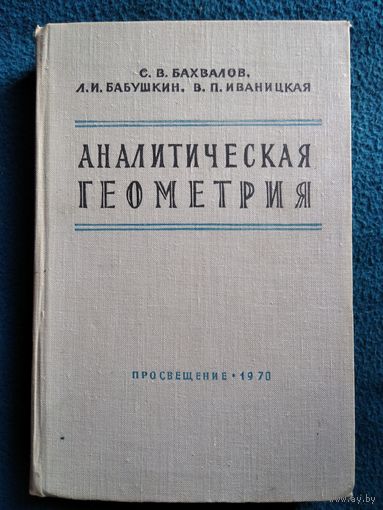 С. В. БАХВАЛОВ,
Л. И. БАБУШКИН, В. П. ИВАНИЦКАЯ
АНАЛИТИЧЕСКАЯ
ГЕОМЕТРИЯ
ПРОСВЕЩЕНИЕ • 1970